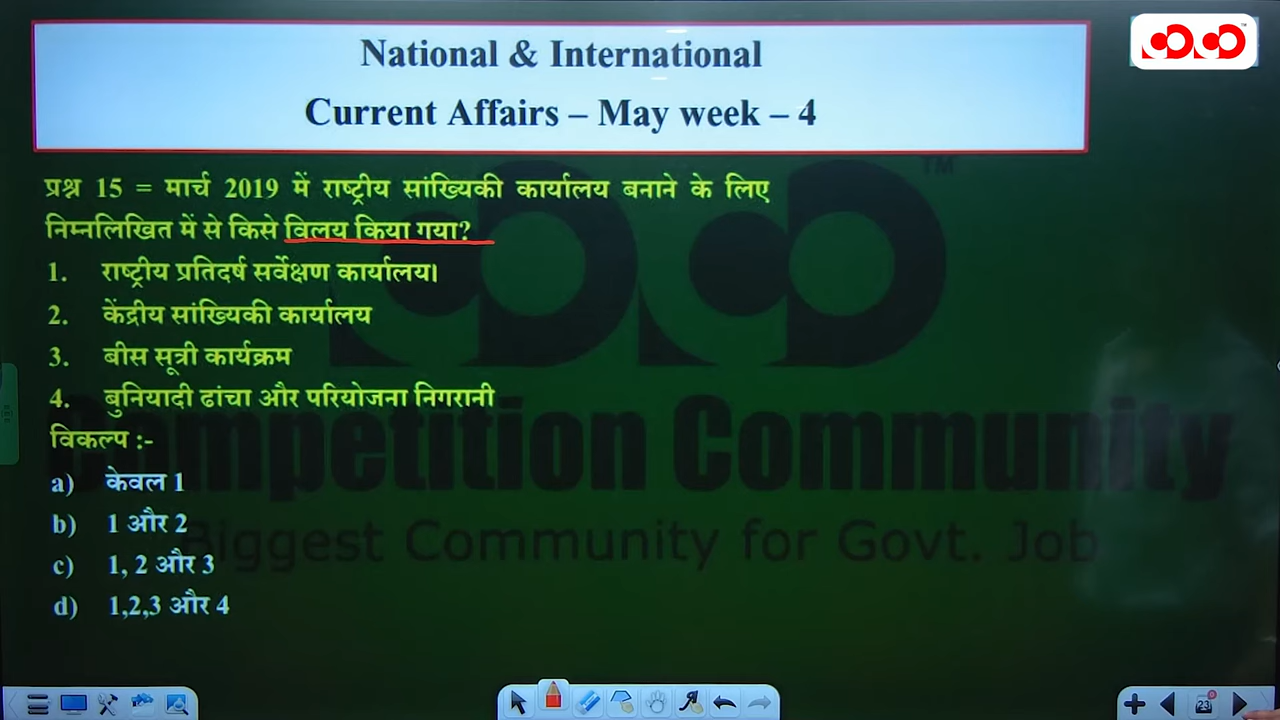 National & International
Current Affairs – May week – 4
TM
प्रश्न 15 = मार्च 2019 में राष्ट्रीय सांख्यिकी कार्यालय बनाने के लिए
निम्नलिखित में से किसे विलय किया गया?
1. राष्ट्रीय प्रतिदर्ष सर्वेक्षण कार्यालय।
2. केंद्रीय सांख्यिकी कार्यालय
3. बीस सूत्री कार्यक्रम
4. बुनियादी ढांचा और परियोजना निगरानी
विकल्प :-
Competition Community
a) केवल 1
b) 1 और 2
Biggest Community for Govt. Job
c) 1, 2 और 3
d) 1,2,3 और 4
23